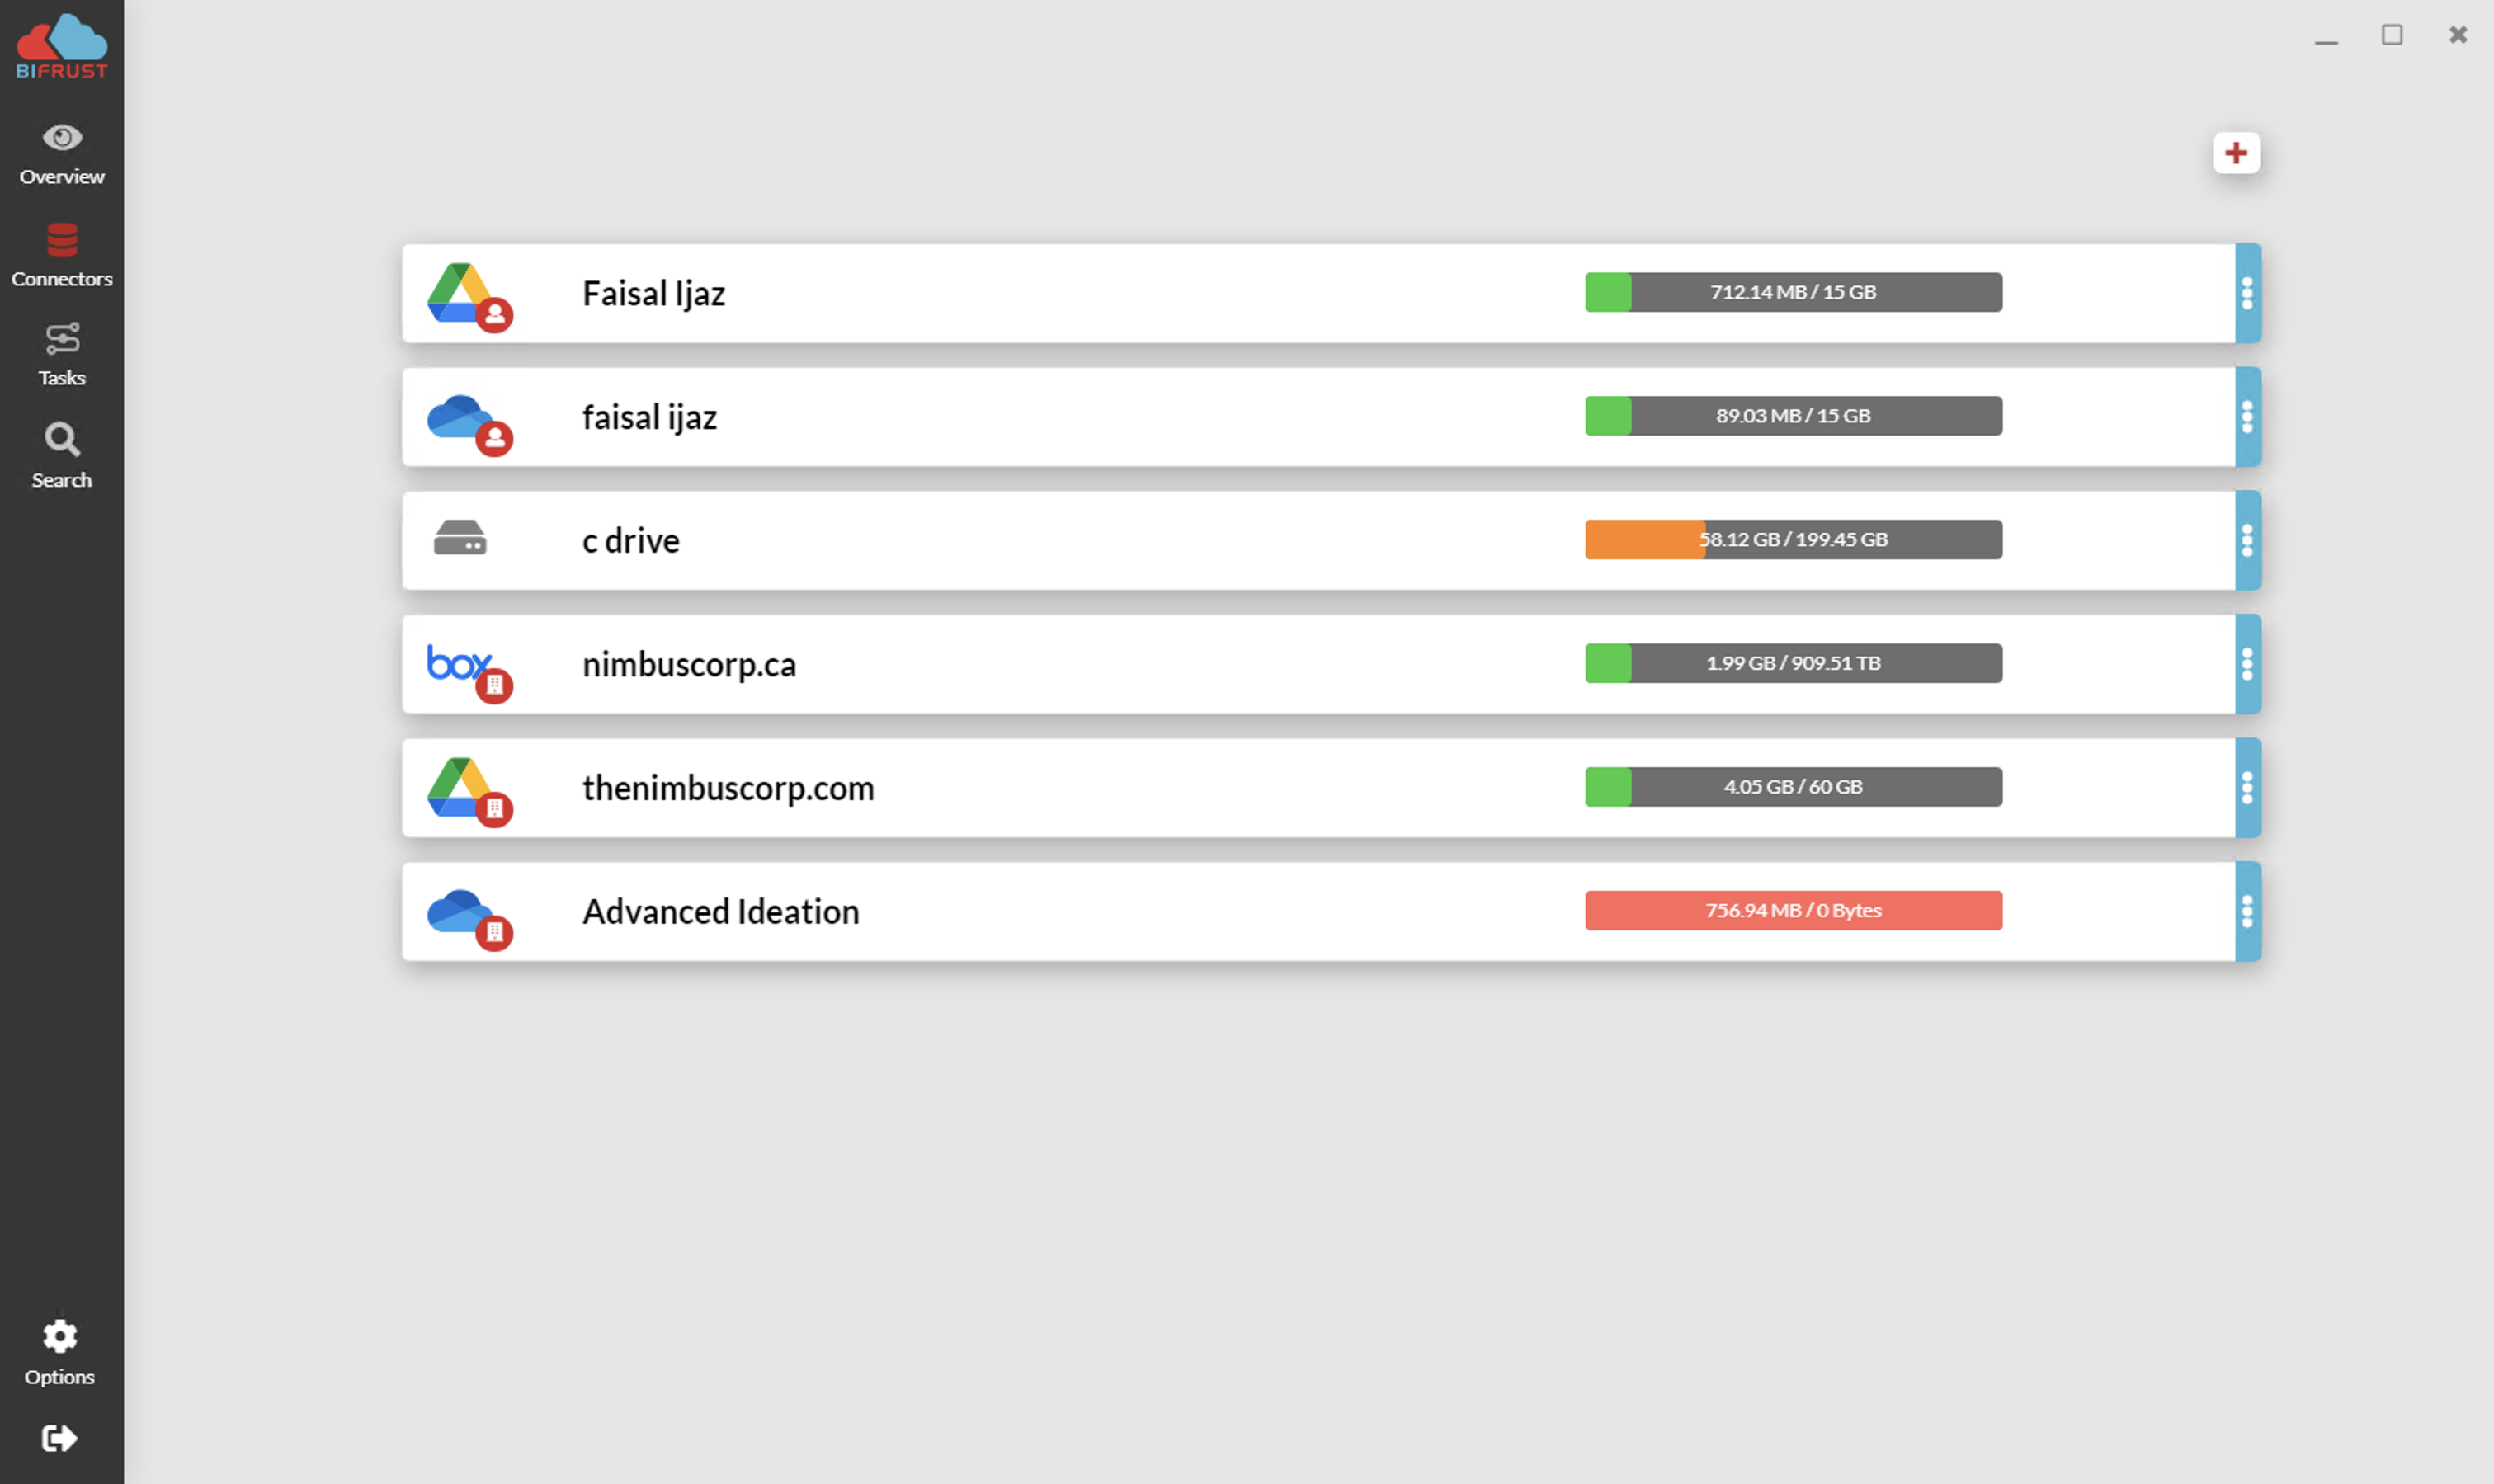 BIFRUST
Overview
Connectors
Tasks
Search
Options
Faisal Ijaz
712.14 MB / 15 GB
faisal ijaz
89.03 MB / 15 GB
c drive
58.12 GB / 199.45 GB
box
nimbuscorp.ca
1.99 GB / 909.51 TB
thenimbuscorp.com
4.05 GB / 60 GB
Advanced Ideation
756.94 MB / 0 Bytes